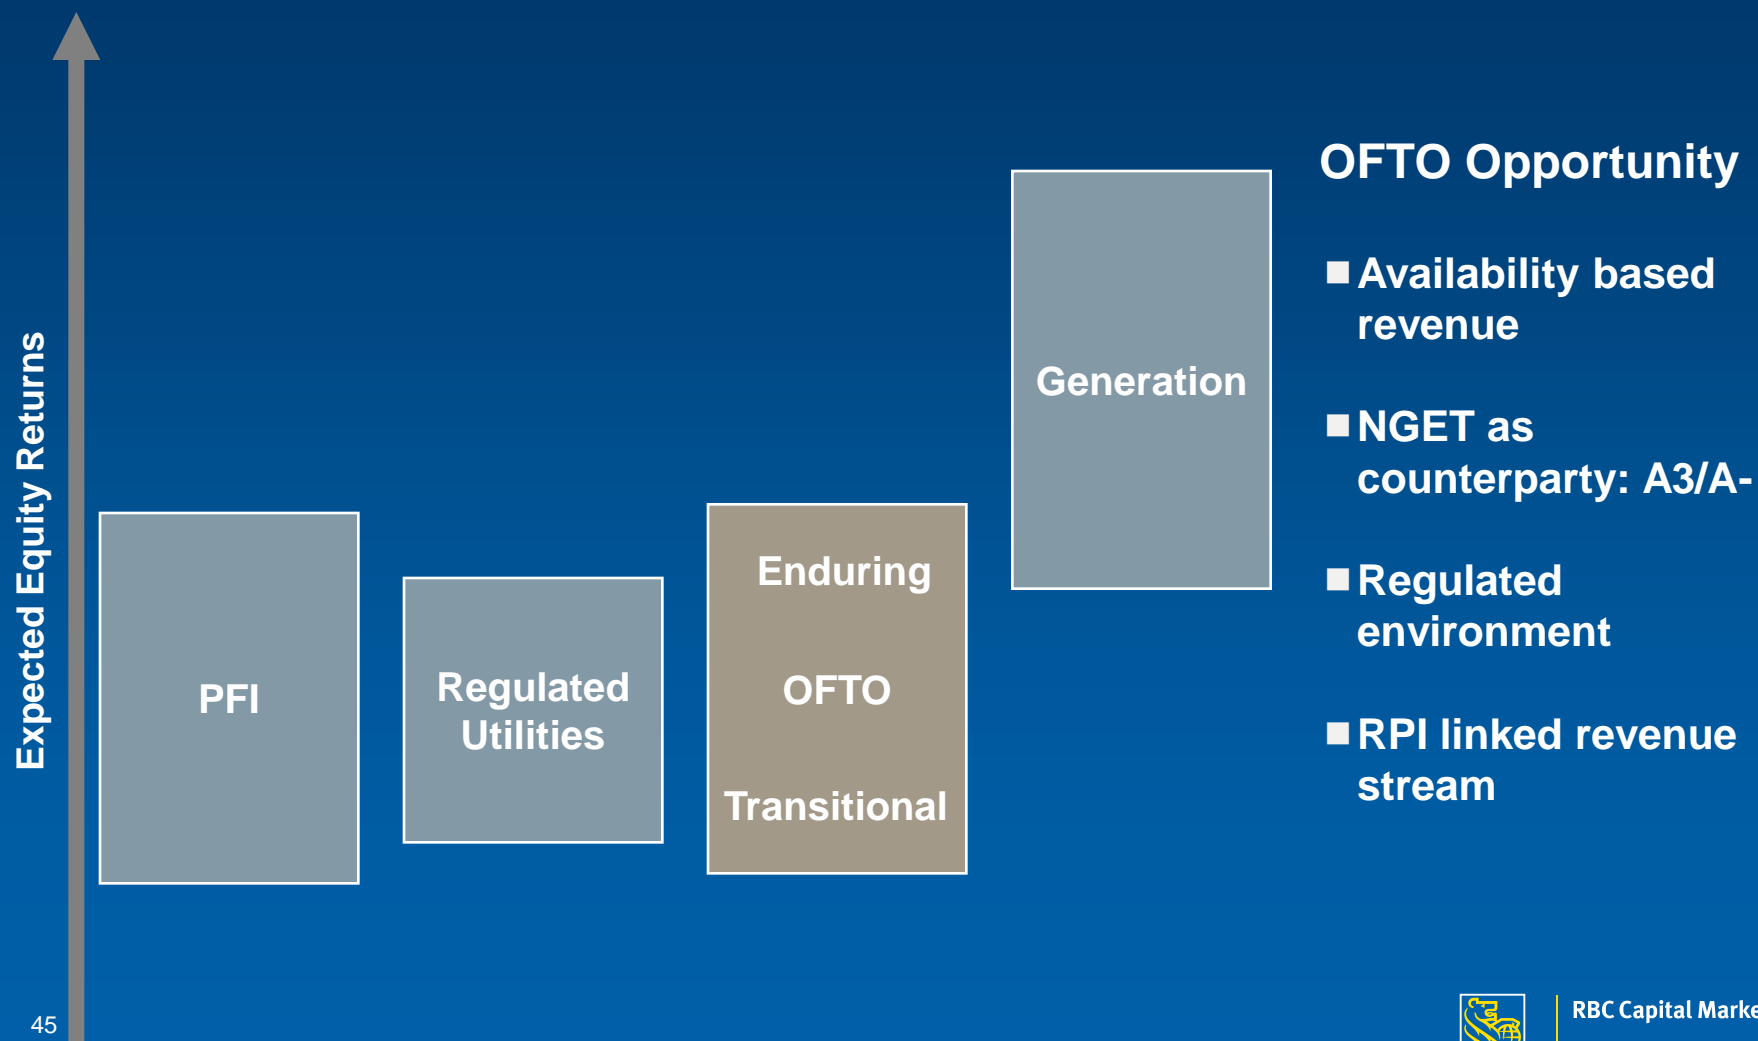 Expected Equity Returns
PFI
Regulated
Utilities
Enduring
OFTO
Transitional
Generation
OFTO Opportunity
Availability based
revenue
NGET as
counterparty: A3/A-
Regulated
environment
RPI linked revenue
stream
45
RBC Capital Marke